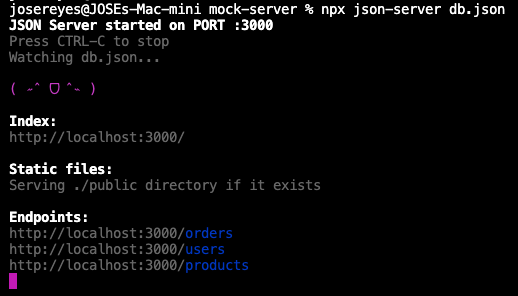 josereyes@JOSEs-Mac-mini mock-server % npx json-server db.json
JSON Server started on PORT :3000
Press CTRL-C to stop
Watching db.json...
( ˶ˆ ᗜ ˆ˵ )
Index:
http://localhost:3000/
Static files:
Serving ./public directory if it exists
Endpoints:
http://localhost:3000/orders
http://localhost:3000/users
http://localhost:3000/products